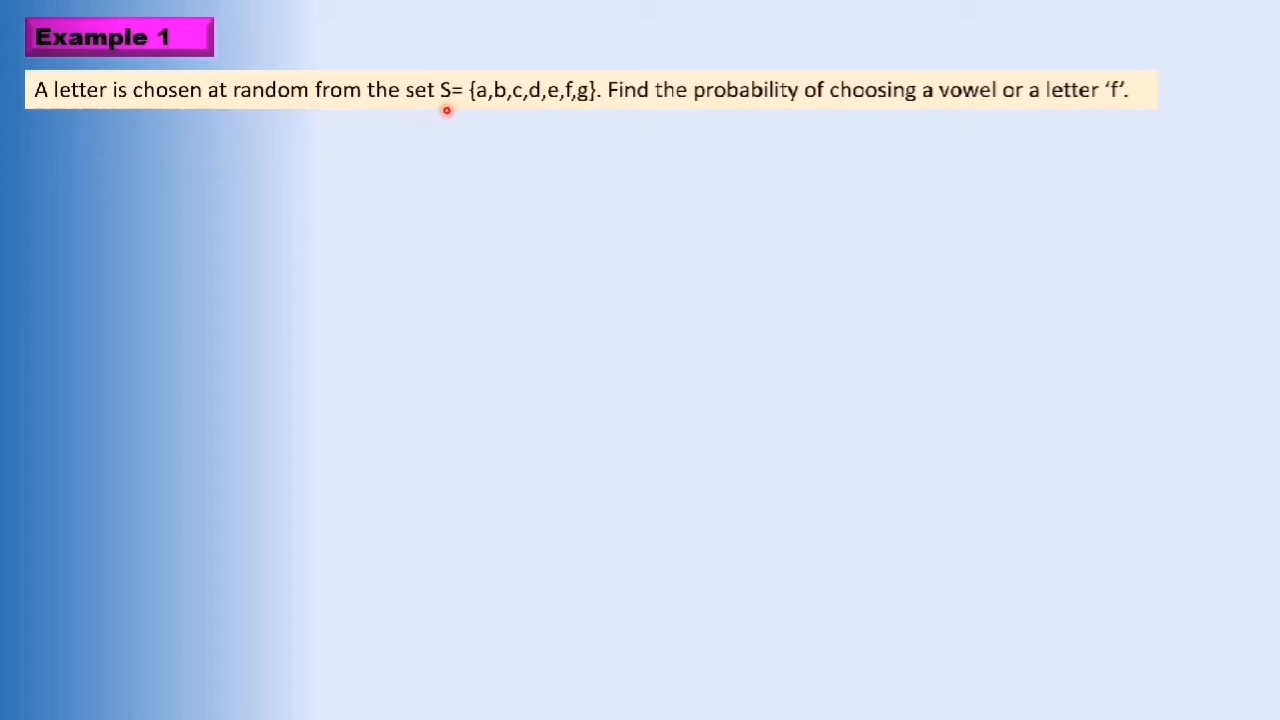 Example 1
A letter is chosen at random from the set S= {a,b,c,d,e,f,g}. Find the probability of choosing a vowel or a letter ‘f’.